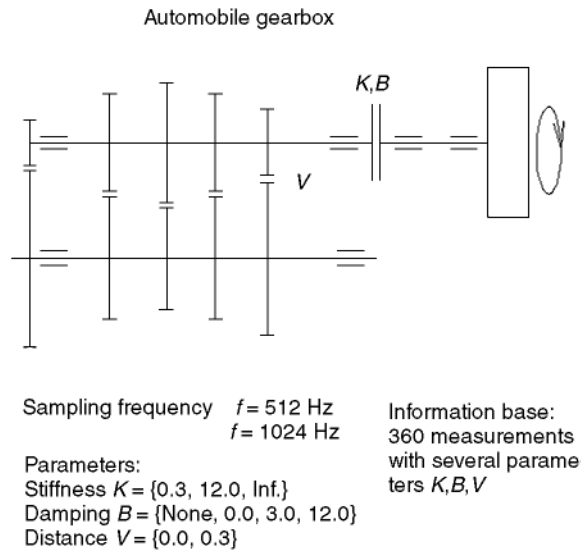 Automobile gearbox
K,B
V
Sampling frequency f = 512 Hz
f = 1024 Hz
Parameters:
Stiffness K = {0.3, 12.0, Inf.}
Damping B = {None, 0.0, 3.0, 12.0}
Distance V = {0.0, 0.3}
Information base:
360 measurements
with several parame-
ters K,B,V